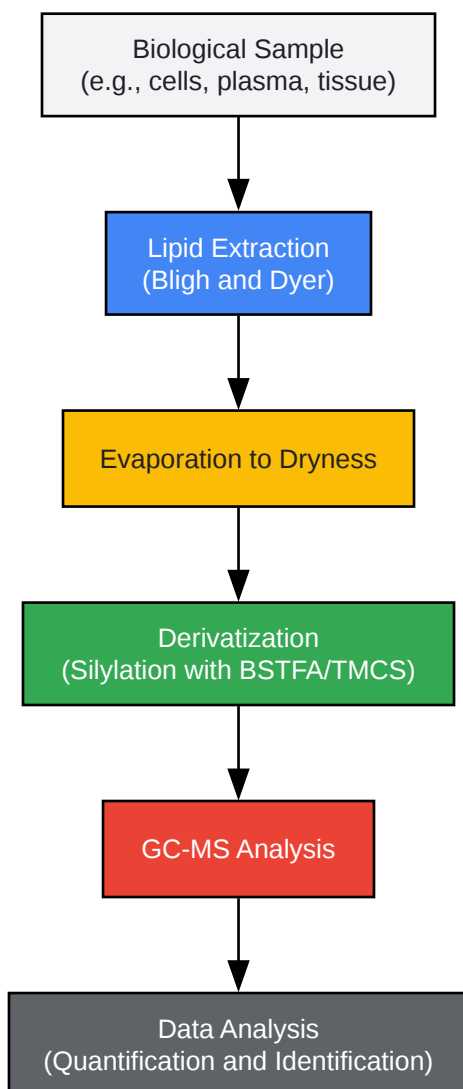 Biological Sample
(e.g., cells, plasma, tissue)
Lipid Extraction
(Bligh and Dyer)
Evaporation to Dryness
Derivatization
(Silylation with BSTFA/TMCS)
GC-MS Analysis
Data Analysis
(Quantification and Identification)